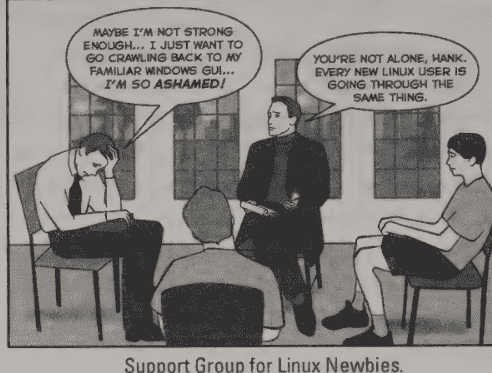 MAYBE I'M NOT STRONG
ENOUGH... I JUST WANT TO
GO CRAWLING BACK TO MY
FAMILIAR WINDOWS GUI...
I'M SO ASHAMED!
YOU'RE NOT ALONE, HANK.
EVERY NEW LINUX USER IS
GOING THROUGH THE
SAME THING.
Support Group for Linux Newbies.